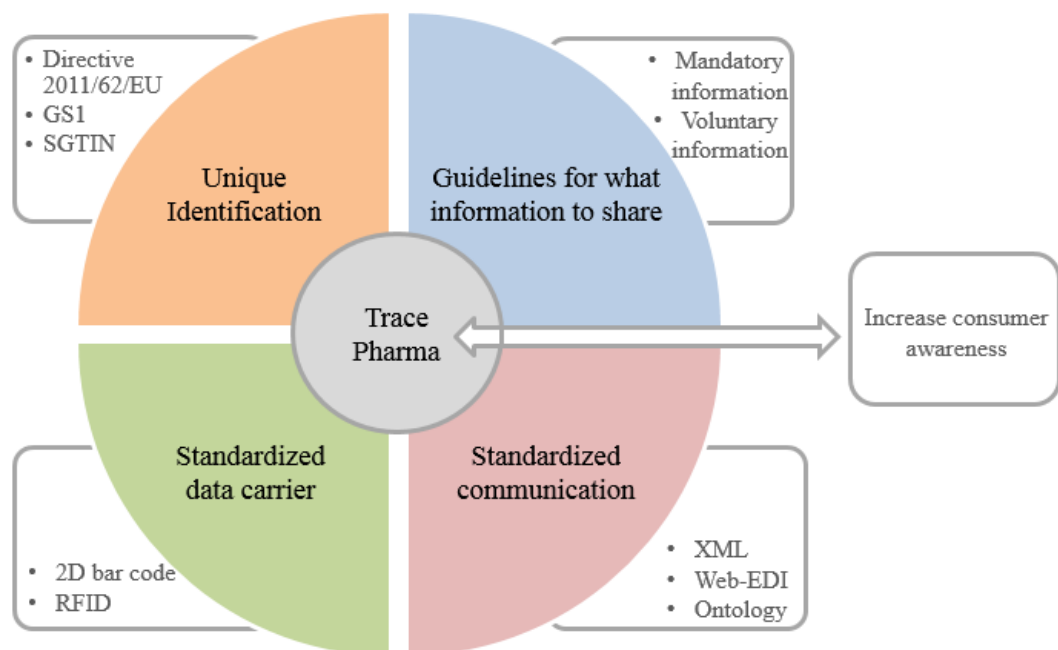 • Directive
2011/62/EU
• GS1
• SGTIN
• Mandatory
information
• Voluntary
information
Unique
Identification
Guidelines for what
information to share
Trace
Pharma
Increase consumer
awareness
Standardized
data carrier
Standardized
communication
• 2D bar code
• RFID
• XML
• Web-EDI
• Ontology